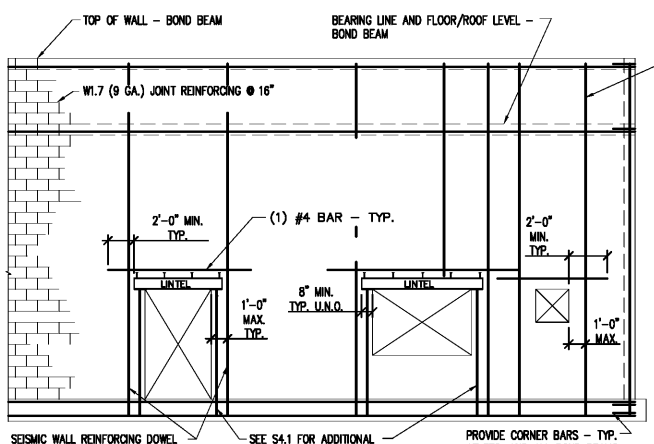 TOP OF WALL - BOND BEAM
BEARING LINE AND FLOOR/ROOF LEVEL -
BOND BEAM
W1.7 (9 GA.) JOINT REINFORCING @ 16"
2'-0" MIN.
TYP.
(1) #4 BAR - TYP.
2'-0"
MIN.
TYP.
LINTEL
LINTEL
1'-0"
MAX.
TYP.
8" MIN.
TYP. U.N.O.
1'-0"
MAX.
SEISMIC WALL REINFORCING DOWEL
SEE S4.1 FOR ADDITIONAL
PROVIDE CORNER BARS - TYP.